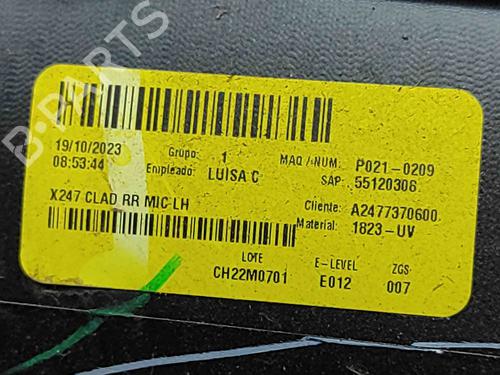 B-PARTS
19/10/2023
08:53:44
Grupo: 1
Empleado: LUISA C
MAQ / NUM: P021-0209
SAP: 55120306
Cliente: A2477370600
Material: 1823-UV
X247 CLAD RR MIC LH
LOTE
CH22M0701
E-LEVEL
E012
ZGS
007